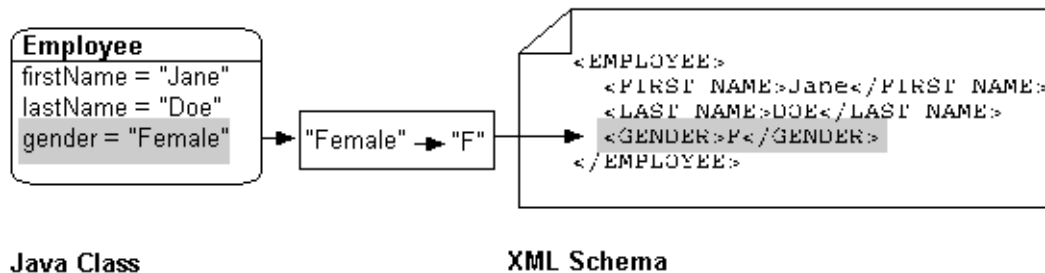 Employee
firstName = "Jane"
lastName = "Doe"
gender = "Female"
"Female" "F"
<EMPLOYEE>
<FIRST NAME>Jane</FIRST NAME>
<LAST NAME>DOE</LAST NAME>
<GENDER>F</GENDER>
</EMPLOYEE>
Java Class
XML Schema